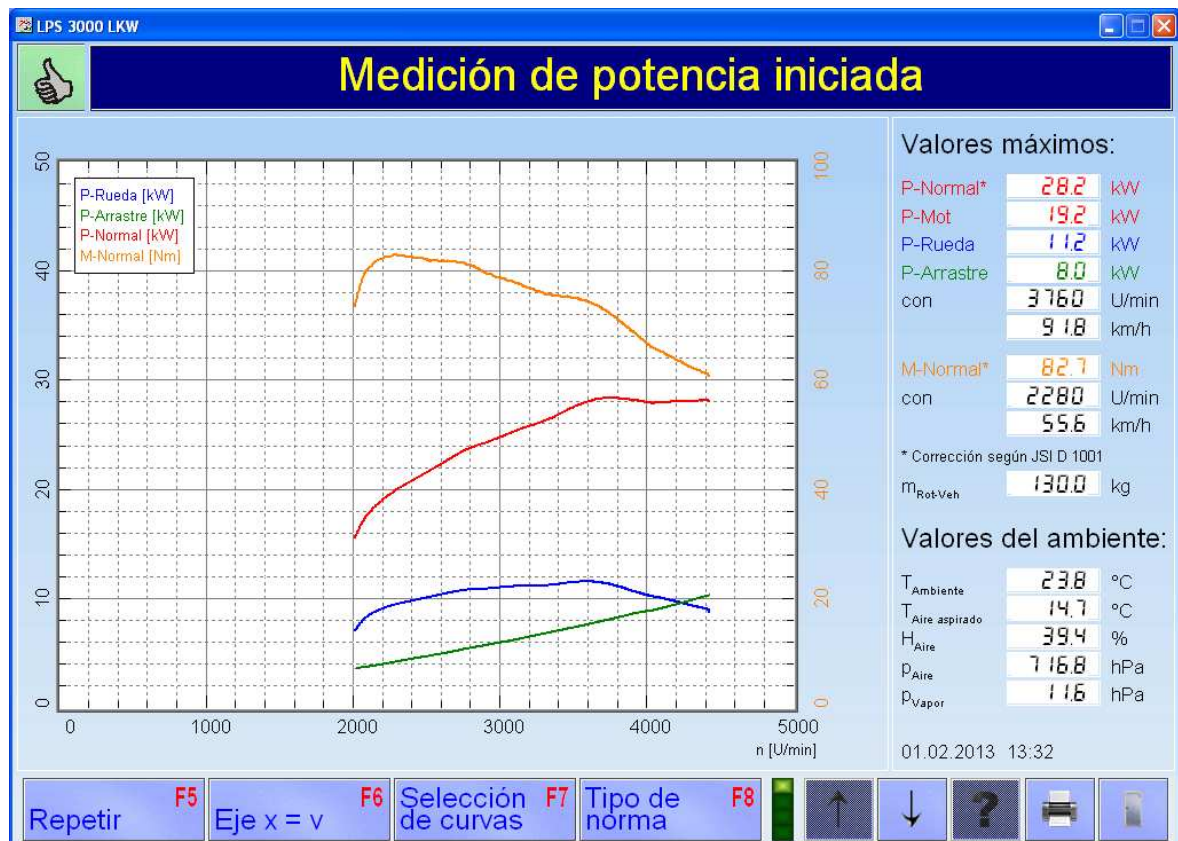 LPS 3000 LKW
Medición de potencia iniciada
50
40
30
20
10
0
P-Rueda [kW]
P-Arrastre [kW]
P-Normal [kW]
M-Normal [Nm]
100
80
60
40
20
0
0 1000 2000 3000 4000 5000
n [U/min]
Valores máximos:
P-Normal* 28.2 kW
P-Mot 19.2 kW
P-Rueda 11.2 kW
P-Arrastre 8.0 kW
con 3760 U/min
91.8 km/h
M-Normal* 82.7 Nm
con 2280 U/min
55.6 km/h
* Corrección según JSI D 1001
mRot-Veh 130.0 kg
Valores del ambiente:
TAmbiente 23.8 °C
TAire aspirado 14.7 °C
HAire 39.4 %
pAire 716.8 hPa
pVapor 11.6 hPa
01.02.2013 13:32
Repetir F5
Eje x = v F6
Selección de curvas F7
Tipo de norma F8
?